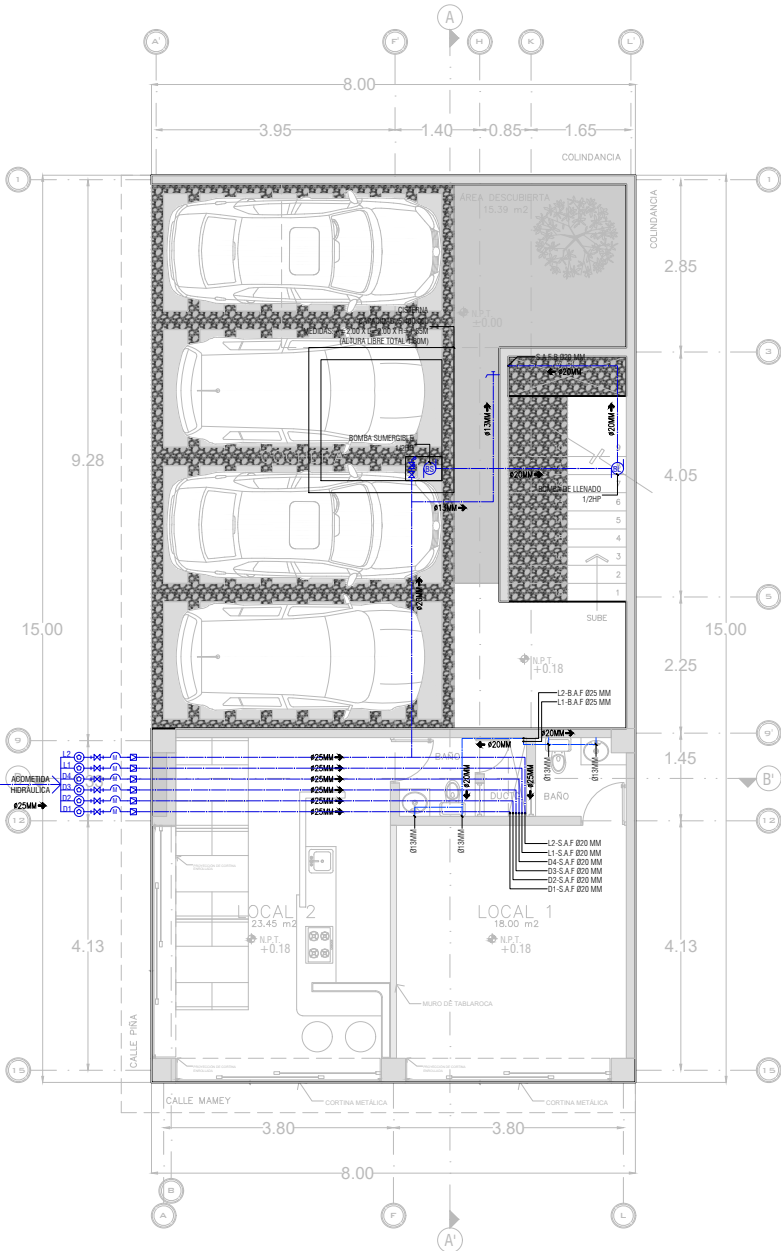 A
A' F' H K L'
8.00
3.95 1.40 0.85 1.65
COLINDANCIA
1 1
COLINDANCIA
ÁREA DESCUBIERTA
15.39 m2
2.85
N.P.T.
±0.00
CISTERNA
(ALTURA LIBRE TOTAL
3 3
S.A.F.B Ø20 MM
Ø20MM
Ø13MM
Ø20MM
BOMBA SUMERGIBLE
9.28
BS
Ø20MM
BL
BOMBA DE LLENADO
1/2HP
4.05
9
7
6
5
4
3
2
1
Ø13MM
Ø20MM
SUBE
5 5
15.00 15.00
N.P.T.
+0.18
2.25
L2-B.A.F Ø25 MM
L1-B.A.F Ø25 MM
9 9'
Ø20MM
Ø20MM
L2 M Ø25MM
L1 M Ø25MM
D4 M Ø25MM
D3 M Ø25MM
D2 M Ø25MM
D1 M Ø25MM
ACOMETIDA
HIDRÁULICA
Ø25MM
BAÑO
Ø20MM
DUCTO
Ø25MM
BAÑO
Ø13MM
Ø13MM
1.45
B'
12 12
Ø13MM
Ø13MM
L2-S.A.F Ø20 MM
L1-S.A.F Ø20 MM
D4-S.A.F Ø20 MM
D3-S.A.F Ø20 MM
D2-S.A.F Ø20 MM
D1-S.A.F Ø20 MM
LOCAL 2
23.45 m2
N.P.T.
+0.18
LOCAL 1
18.00 m2
N.P.T.
+0.18
4.13 4.13
MURO DE TABLAROCA
CALLE PIÑA
15 15
CALLE MAMEY
CORTINA METÁLICA
CORTINA METÁLICA
3.80 3.80
8.00
B
A F L
A'